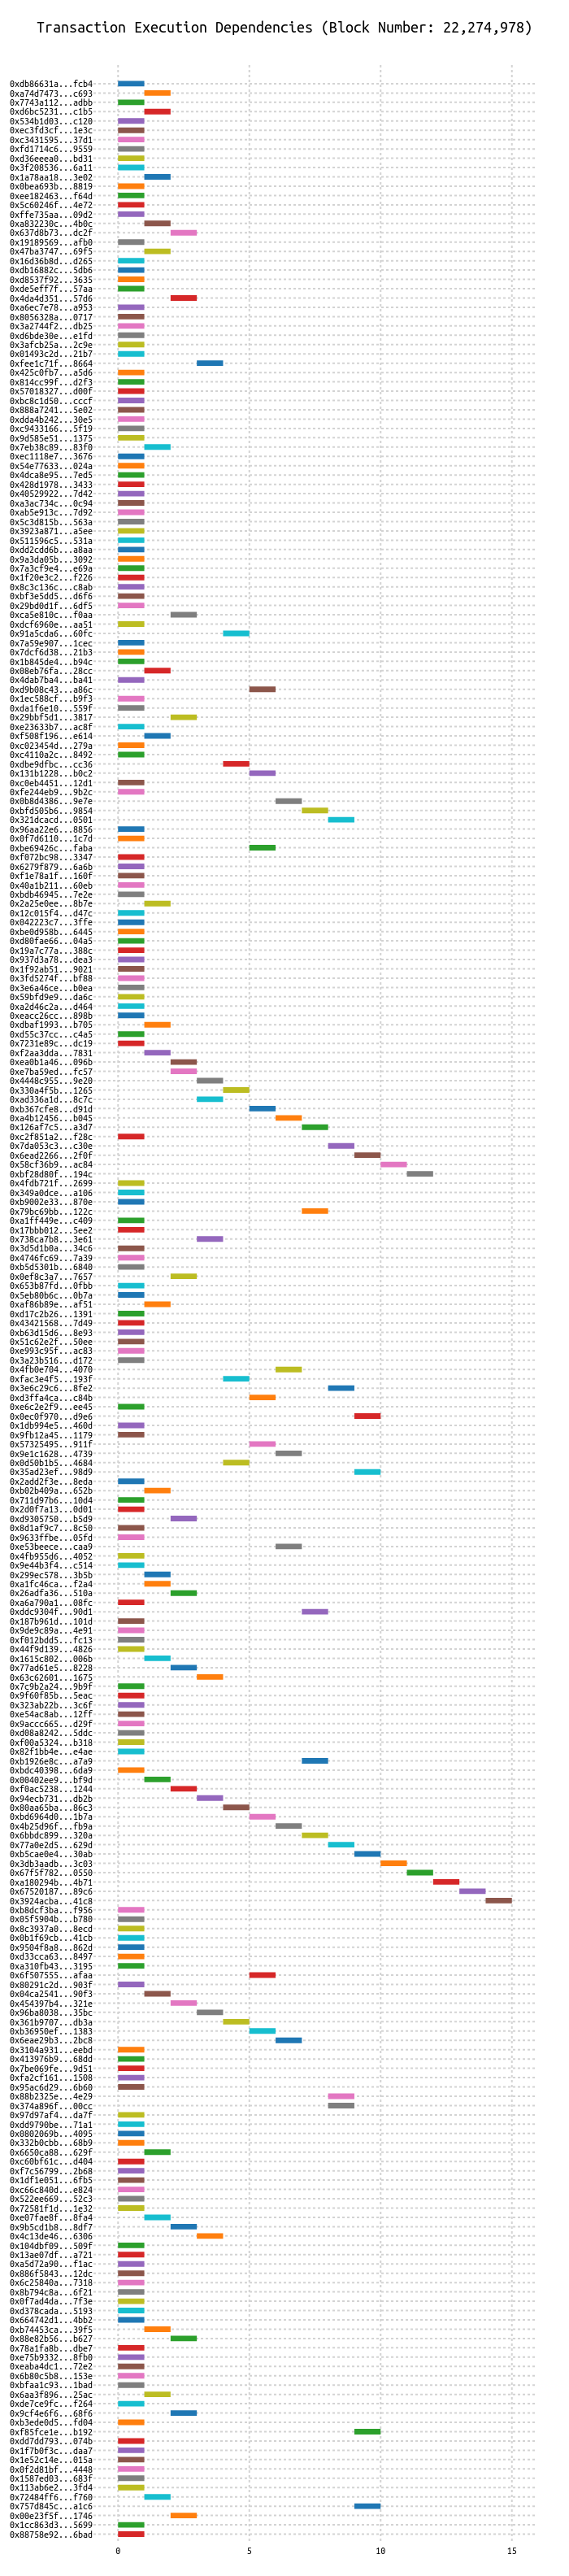 Transaction Execution Dependencies (Block Number: 22,274,978)
0xdb86631a...fcb4
0xa74d7473...c693
0x7743a112...adbb
0xd6bc5231...c1b5
0x534b1d03...c120
0xec3fd3cf...1e3c
0xc3431595...37d1
0xfd1714c6...9559
0xd36eeea0...bd31
0x3f208536...6a11
0x1a78aa18...3e02
0x0bea693b...8819
0xee182463...f64d
0x5c60246f...4e72
0xffe735aa...09d2
0xa832230c...4b0c
0x637d8b73...dc2f
0x19189569...afb0
0x47ba3747...69f5
0x16d36b8d...d265
0xdb16882c...5db6
0xd8537f92...3635
0xde5eff7f...57aa
0x4da4d351...57d6
0xa6ec7e78...a953
0x8056328a...0717
0x3a2744f2...db25
0xd6bde30e...e1fd
0x3afcb25a...2c9e
0x01493c2d...21b7
0xfee1c71f...8664
0x425c0fb7...a5d6
0x814cc99f...d2f3
0x57018327...d00f
0xbc8c1d50...cccf
0x888a7241...5e02
0xdda4b242...30e5
0xc9433166...5f19
0x9d585e51...1375
0x7eb38c89...83f0
0xec1118e7...3676
0x54e77633...024a
0x4dca8e95...7ed5
0x428d1978...3433
0x40529922...7d42
0xa3ac734c...0c94
0xab5e913c...7d92
0x5c3d815b...563a
0x3923a871...a5ee
0x511596c5...531a
0xdd2cdd6b...a8aa
0x9a3da05b...3092
0x7a3cf9e4...e69a
0x1f20e3c2...f226
0x8c3c136c...c8ab
0xbf3e5dd5...d6f6
0x29bd0d1f...6df5
0xca5e810c...f0aa
0xdcf6960e...aa51
0x91a5cda6...60fc
0x7a59e907...1cec
0x7dcf6d38...21b3
0x1b845de4...b94c
0x08eb76fa...28cc
0x4dab7ba4...ba41
0xd9b08c43...a86c
0x1ec588cf...b9f3
0xda1f6e10...559f
0x29bbf5d1...3817
0xe23633b7...ac8f
0xf508f196...e614
0xc023454d...279a
0xc4110a2c...8492
0xdbe9dfbc...cc36
0x131b1228...b0c2
0xc0eb4451...12d1
0xfe244eb9...9b2c
0x0b8d4386...9e7e
0xbfd505b6...9854
0x321dcacd...0501
0x96aa22e6...8856
0x0f7d6110...1c7d
0xbe69426c...faba
0xf072bc98...3347
0x6279f879...6a6b
0xf1e78a1f...160f
0x40a1b211...60eb
0xbdb46945...7e2e
0x2a25e0ee...8b7e
0x12c015f4...d47c
0x042223c7...3ffe
0xbe0d958b...6445
0xd80fae66...04a5
0x19a7c77a...388c
0x937d3a78...dea3
0x1f92ab51...9021
0x3fd5274f...bf88
0x3e6a46ce...b0ea
0x59bfd9e9...da6c
0xa2d46c2a...d464
0xeacc26cc...898b
0xdbaf1993...b705
0xd55c37cc...c4a5
0x7231e89c...dc19
0xf2aa3dda...7831
0xea0b1a46...096b
0xe7ba59ed...fc57
0x4448c955...9e20
0x330a4f5b...1265
0xad336a1d...8c7c
0xb367cfe8...d91d
0xa4b12456...b045
0x126af7c5...a3d7
0xc2f851a2...f28c
0x7da053c3...c30e
0x6ead2266...2f0f
0x58cf36b9...ac84
0xbf28d80f...194c
0x4fdb721f...2699
0x349a0dce...a106
0xb9002e33...870e
0x79bc69bb...122c
0xa1ff449e...c409
0x17bbb012...5ee2
0x738ca7b8...3e61
0x3d5d1b0a...34c6
0x4746fc69...7a39
0xb5d5301b...6840
0x0ef8c3a7...7657
0x653b87fd...0fbb
0x5eb80b6c...0b7a
0xaf86b89e...af51
0xd17c2b26...1391
0x43421568...7d49
0xb63d15d6...8e93
0x51c62e2f...50ee
0xe993c95f...ac83
0x3a23b516...d172
0x4fb0e704...4070
0xfac3e4f5...193f
0x3e6c29c6...8fe2
0xd3ffa4ca...c84b
0xe6c2e2f9...ee45
0x0ec0f970...d9e6
0x1db994e5...460d
0x9fb12a45...1179
0x57325495...911f
0x9e1c1628...4739
0x0d50b1b5...4684
0x35ad23ef...98d9
0x2add2f3e...8eda
0xb02b409a...652b
0x711d97b6...10d4
0x2d0f7a13...0d01
0xd9305750...b5d9
0x8d1af9c7...8c50
0x9633ffbe...05fd
0xe53beece...caa9
0x4fb955d6...4052
0x9e44b3f4...c514
0x299ec578...3b5b
0xa1fc46ca...f2a4
0x26adfa36...510a
0xa6a790a1...08fc
0xddc9304f...90d1
0x187b961d...101d
0x9de9c89a...4e91
0xf012bdd5...fc13
0x44f9d139...4826
0x1615c802...006b
0x77ad61e5...8228
0x63c62601...1675
0x7c9b2a24...9b9f
0x9f60f85b...5eac
0x323ab22b...3c6f
0xe54ac8ab...12ff
0x9accc665...d29f
0xd08a8242...5ddc
0xf00a5324...b318
0x82f1bb4e...e4ae
0xb1926e8c...a7a9
0xbdc40398...6da9
0x00402ee9...bf9d
0xf0ac5238...1244
0x94ecb731...db2b
0x80aa65ba...86c3
0xbd6964d0...1b7a
0x4b25d96f...fb9a
0x6bbdc899...320a
0x77a0e2d5...629d
0xb5cae0e4...30ab
0x3db3aadb...3c03
0x67f5f782...0550
0xa180294b...4b71
0x67520187...89c6
0x3924acba...41c8
0xb8dcf3ba...f956
0x05f5904b...b780
0x8c3937a0...8ecd
0x0b1f69cb...41cb
0x9504f8a8...862d
0xd33cca63...8497
0xa310fb43...3195
0x6f507555...afaa
0x80291c2d...903f
0x04ca2541...90f3
0x454397b4...321e
0x96ba8038...35bc
0x361b9707...db3a
0xb36950ef...1383
0x6eae29b3...2bc8
0x3104a931...eebd
0x413976b9...68dd
0x7be069fe...9d51
0xfa2cf161...1508
0x95ac6d29...6b60
0x88b2325e...4e29
0x374a896f...00cc
0x97d97af4...da7f
0xdd9790be...71a1
0x0802069b...4095
0x332b0cbb...68b9
0x6650ca88...629f
0xc60bf61c...d404
0xf7c56799...2b68
0x1df1e051...6fb5
0xc66c840d...e824
0x522ee669...52c3
0x72581f1d...1e32
0xe07fae8f...8fa4
0x9b5cd1b8...8df7
0x4c13de46...6306
0x104dbf09...509f
0x13ae07df...a721
0xa5d72a90...f1ac
0x886f5843...12dc
0x6c25840a...7318
0x8b794c8a...6f21
0x0f7ad4da...7f3e
0xd378cada...5193
0x664742d1...4bb2
0xb74453ca...39f5
0x88e82b56...b627
0x78a1fa8b...dbe7
0xe75b9332...8fb0
0xeaba4dc1...72e2
0x6b80c5b8...153e
0xbfaa1c93...1bad
0x6aa3f896...25ac
0xde7ce9fc...f264
0x9cf4e6f6...68f6
0xb3ede0d5...fd04
0xf85fce1e...b192
0xdd7dd793...074b
0x1f7b0f3c...daa7
0x1e52c14e...015a
0x0f2d81bf...4448
0x1587ed03...683f
0x113ab6e2...3fd4
0x72484ff6...f760
0x757d845c...a1c6
0x00e23f5f...1746
0x1cc863d3...5699
0x88758e92...6bad
0 5 10 15